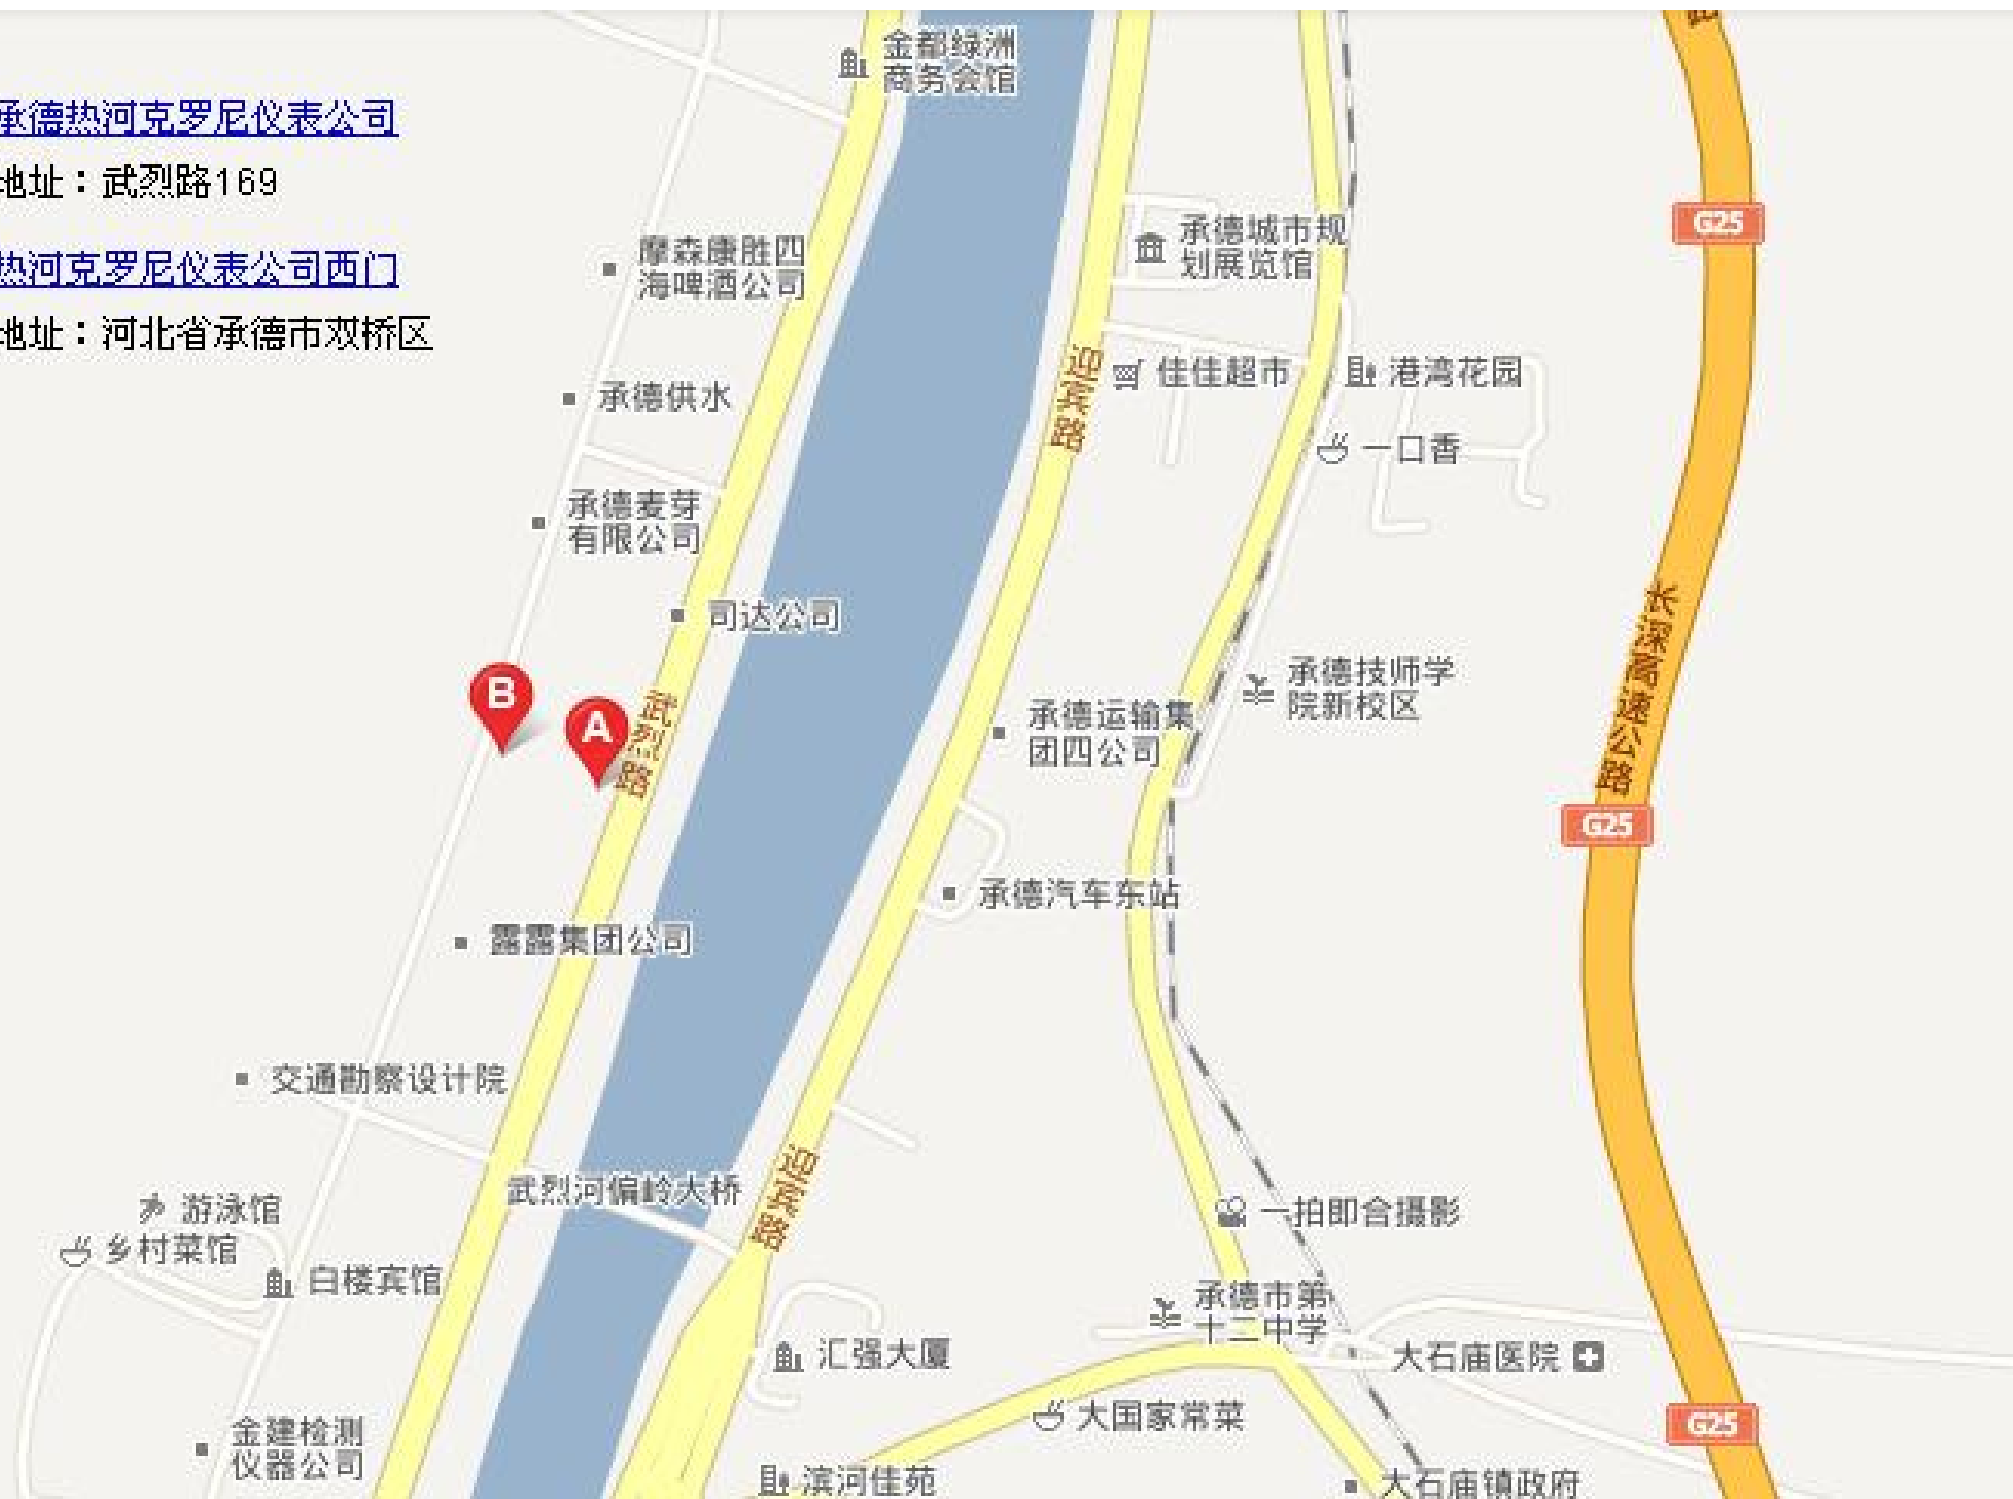 金都绿洲
商务会馆
承德热河克罗尼仪表公司
地址：武烈路169
热河克罗尼仪表公司西门
地址：河北省承德市双桥区
G25
承德城市规
划展览馆
摩森康胜四
海啤酒公司
迎宾路
佳佳超市
港湾花园
承德供水
一口香
承德麦芽
有限公司
司达公司
长深高速公路
B
A
武烈路
承德技师学
院新校区
承德运输集
团四公司
G25
承德汽车东站
露露集团公司
交通勘察设计院
武烈河偏岭大桥
迎宾路
游泳馆
乡村菜馆
白楼宾馆
一拍即合摄影
承德市第
十二中学
汇强大厦
大石庙医院
大国家常菜
G25
金建检测
仪器公司
滨河佳苑
大石庙镇政府